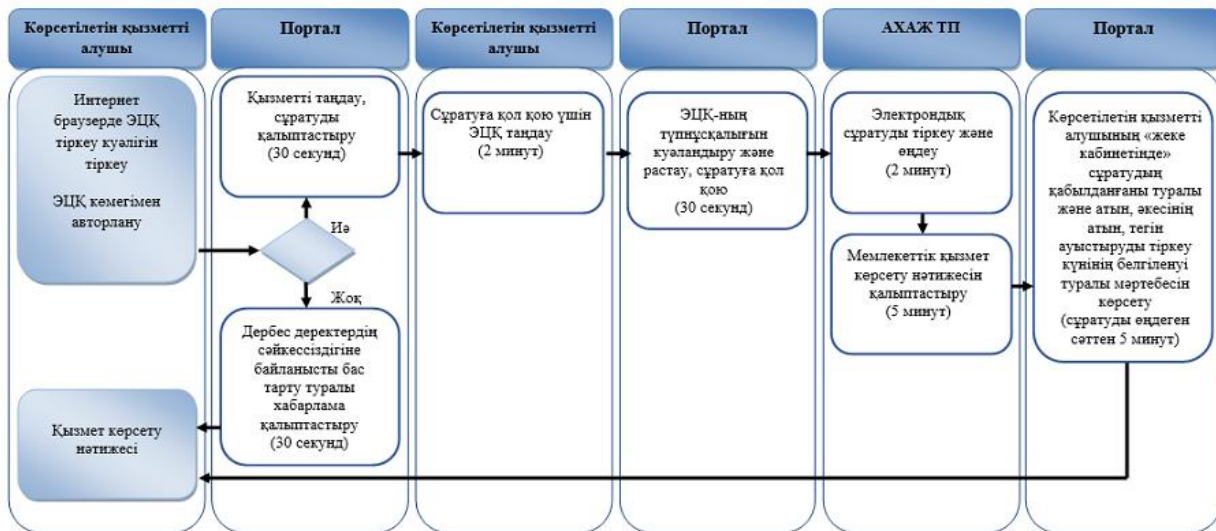 Көрсетілетін қызметті
алушы
Портал
Көрсетілетін қызметті
алушы
Портал
АХАЖ ТП
Портал
Интернет
браузерде ЭЦҚ
тіркеу куәлігін
тіркеу
ЭЦҚ көмегімен
авторлану
Қызметті таңдау,
сұратуды
қалыптастыру
(30 секунд)
Иә
Жоқ
Дербес деректердің
сәйкессіздігіне
байланысты бас
тарту туралы
хабарлама
қалыптастыру
(30 секунд)
Қызмет көрсету
нәтижесі
Сұратуға қол қою үшін
ЭЦҚ таңдау
(2 минут)
ЭЦҚ-ның
түпнұсқалығын
куәландыру және
растау, сұратуға қол
қою
(30 секунд)
Электрондық
сұратуды тіркеу және
өңдеу
(2 минут)
Мемлекеттік қызмет
көрсету нәтижесін
қалыптастыру
(5 минут)
Көрсетілетін қызметті
алушының «жеке
кабинетінде»
сұратудың
қабылданғаны туралы
және атын, әкесінің
атын, тегін
ауыстыруды тіркеу
күнінің белгіленуі
туралы мәртебесін
көрсету
(сұратуды өңдеген
сәттен 5 минут)